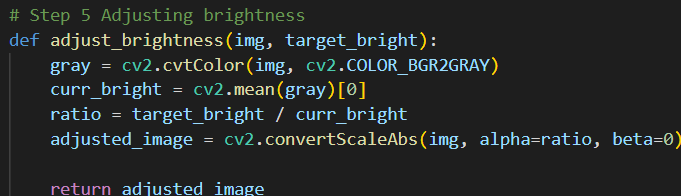 # Step 5 Adjusting brightness
def adjust_brightness(img, target_bright):
    gray = cv2.cvtColor(img, cv2.COLOR_BGR2GRAY)
    curr_bright = cv2.mean(gray)[0]
    ratio = target_bright / curr_bright
    adjusted_image = cv2.convertScaleAbs(img, alpha=ratio, beta=0)
    return adjusted_image